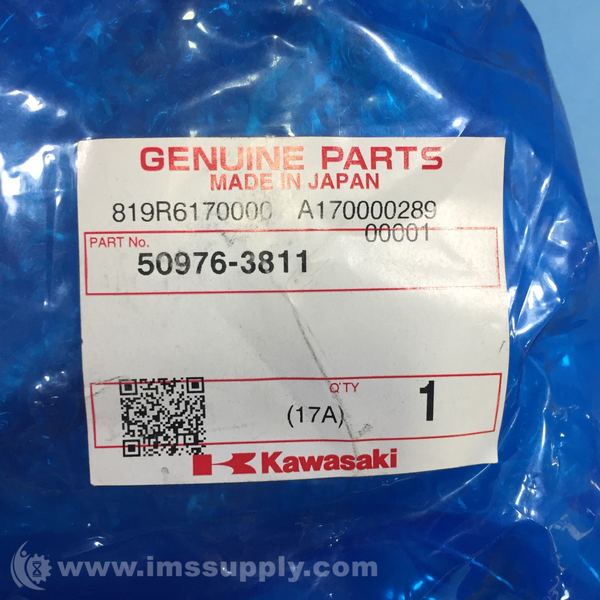 GENUINE PARTS
MADE IN JAPAN
819R6170000 A170000289
00001
PART No.
50976-3811
Q'TY
(17A) 1
Kawasaki
www.imssupply.com